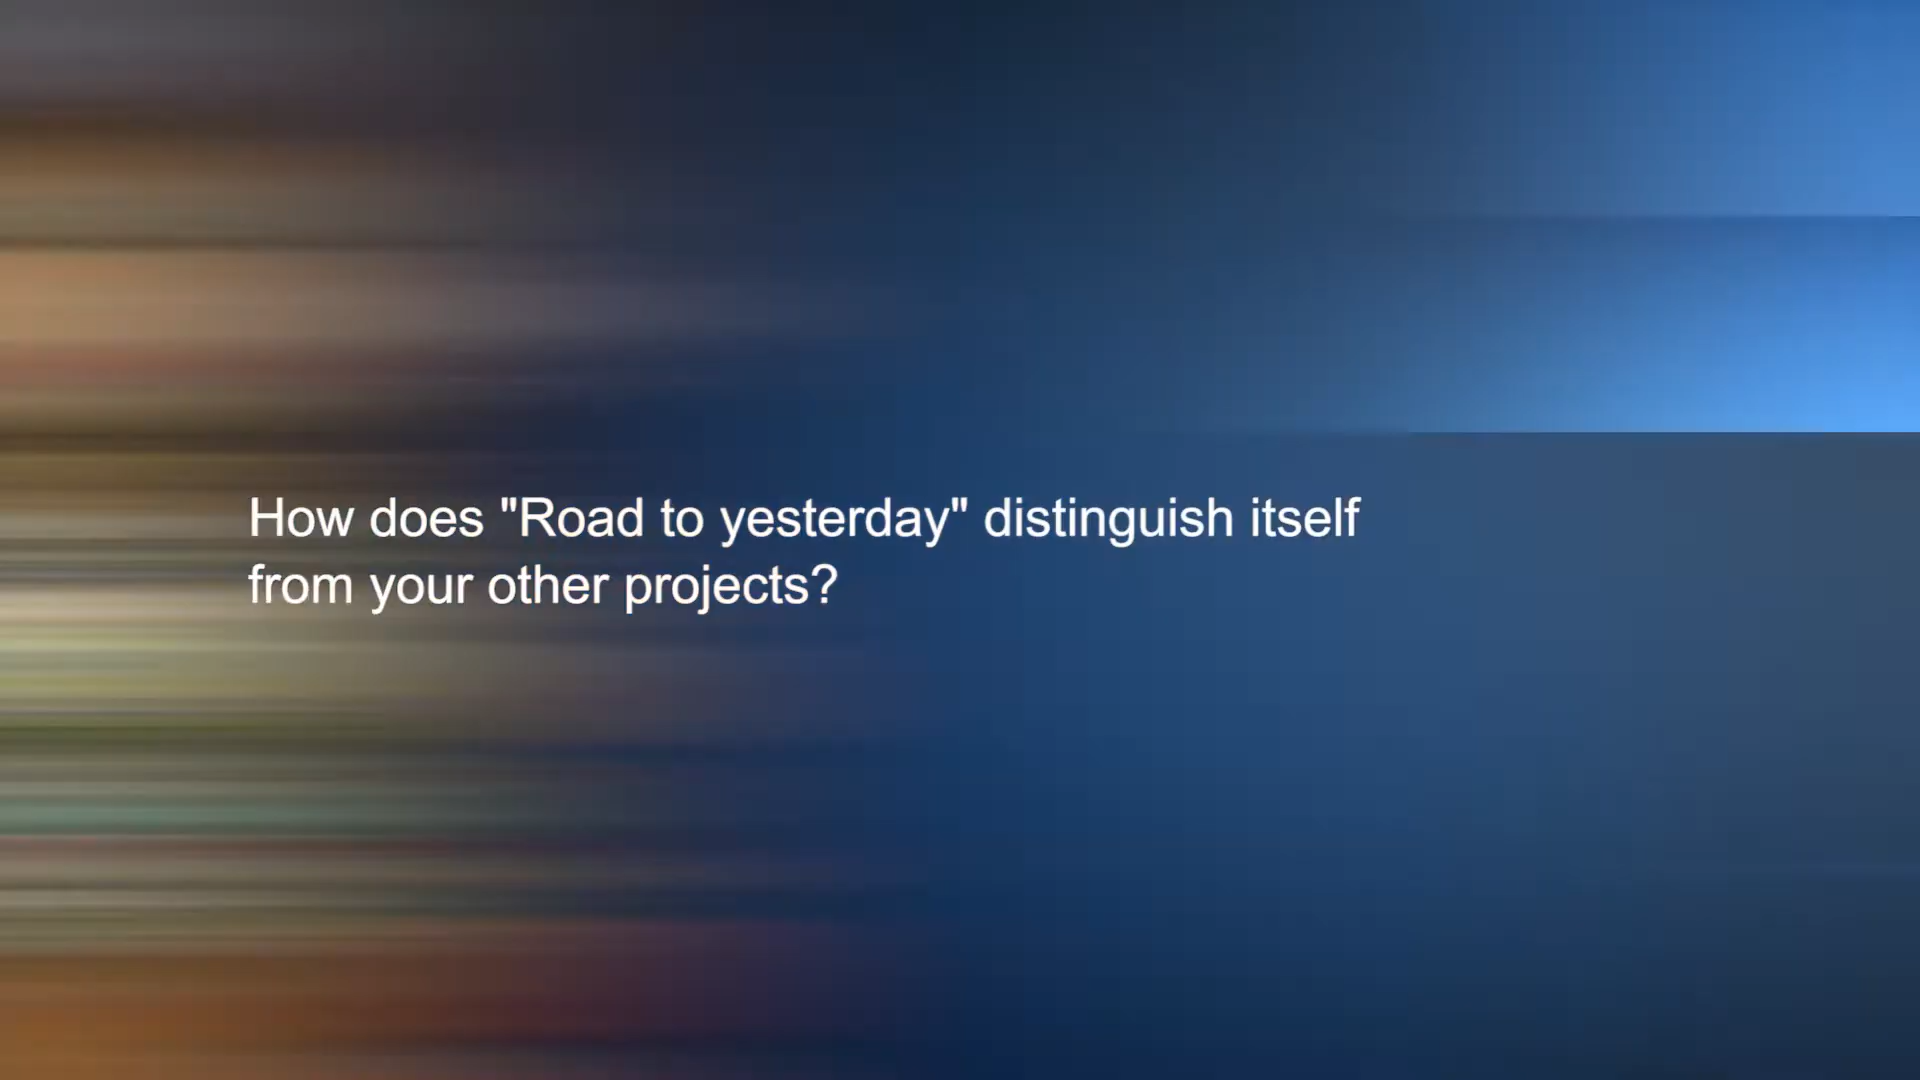 How does "Road to yesterday" distinguish itself
from your other projects?